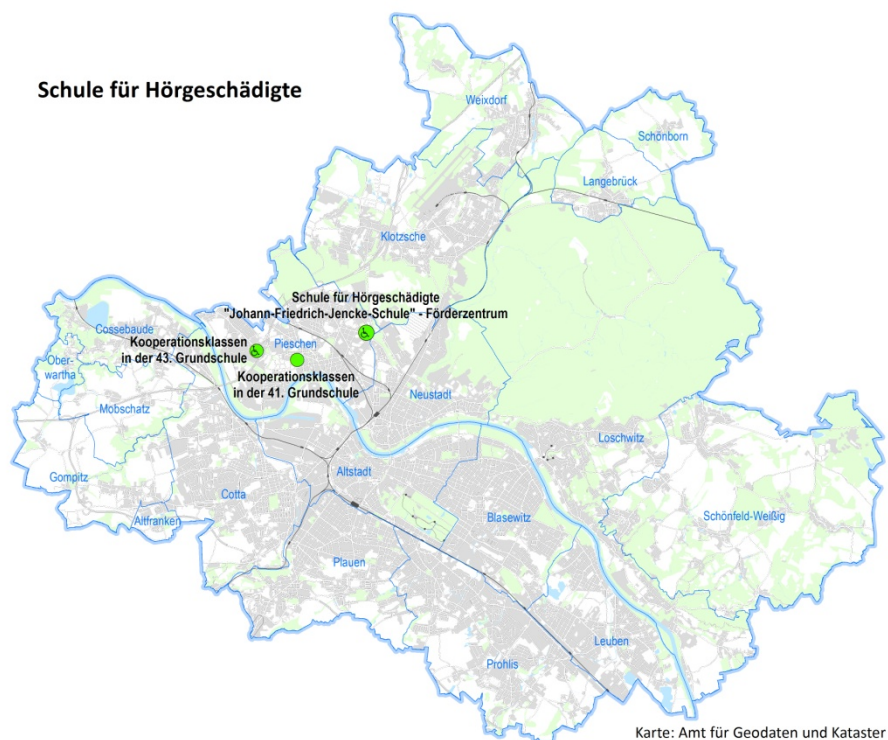 Schule für Hörgeschädigte
Weixdorf
Schönborn
Langebrück
Klotzsche
Schule für Hörgeschädigte
"Johann-Friedrich-Jencke-Schule" - Förderzentrum
Cossebaude
Kooperationsklassen
in der 43. Grundschule
Pieschen
Ober-
wartha
Kooperationsklassen
in der 41. Grundschule
Neustadt
Mobschatz
Loschwitz
Gompitz
Altstadt
Cotta
Blasewitz
Schönfeld-Weißig
Altfranken
Plauen
Leuben
Prohlis
Karte: Amt für Geodaten und Kataster